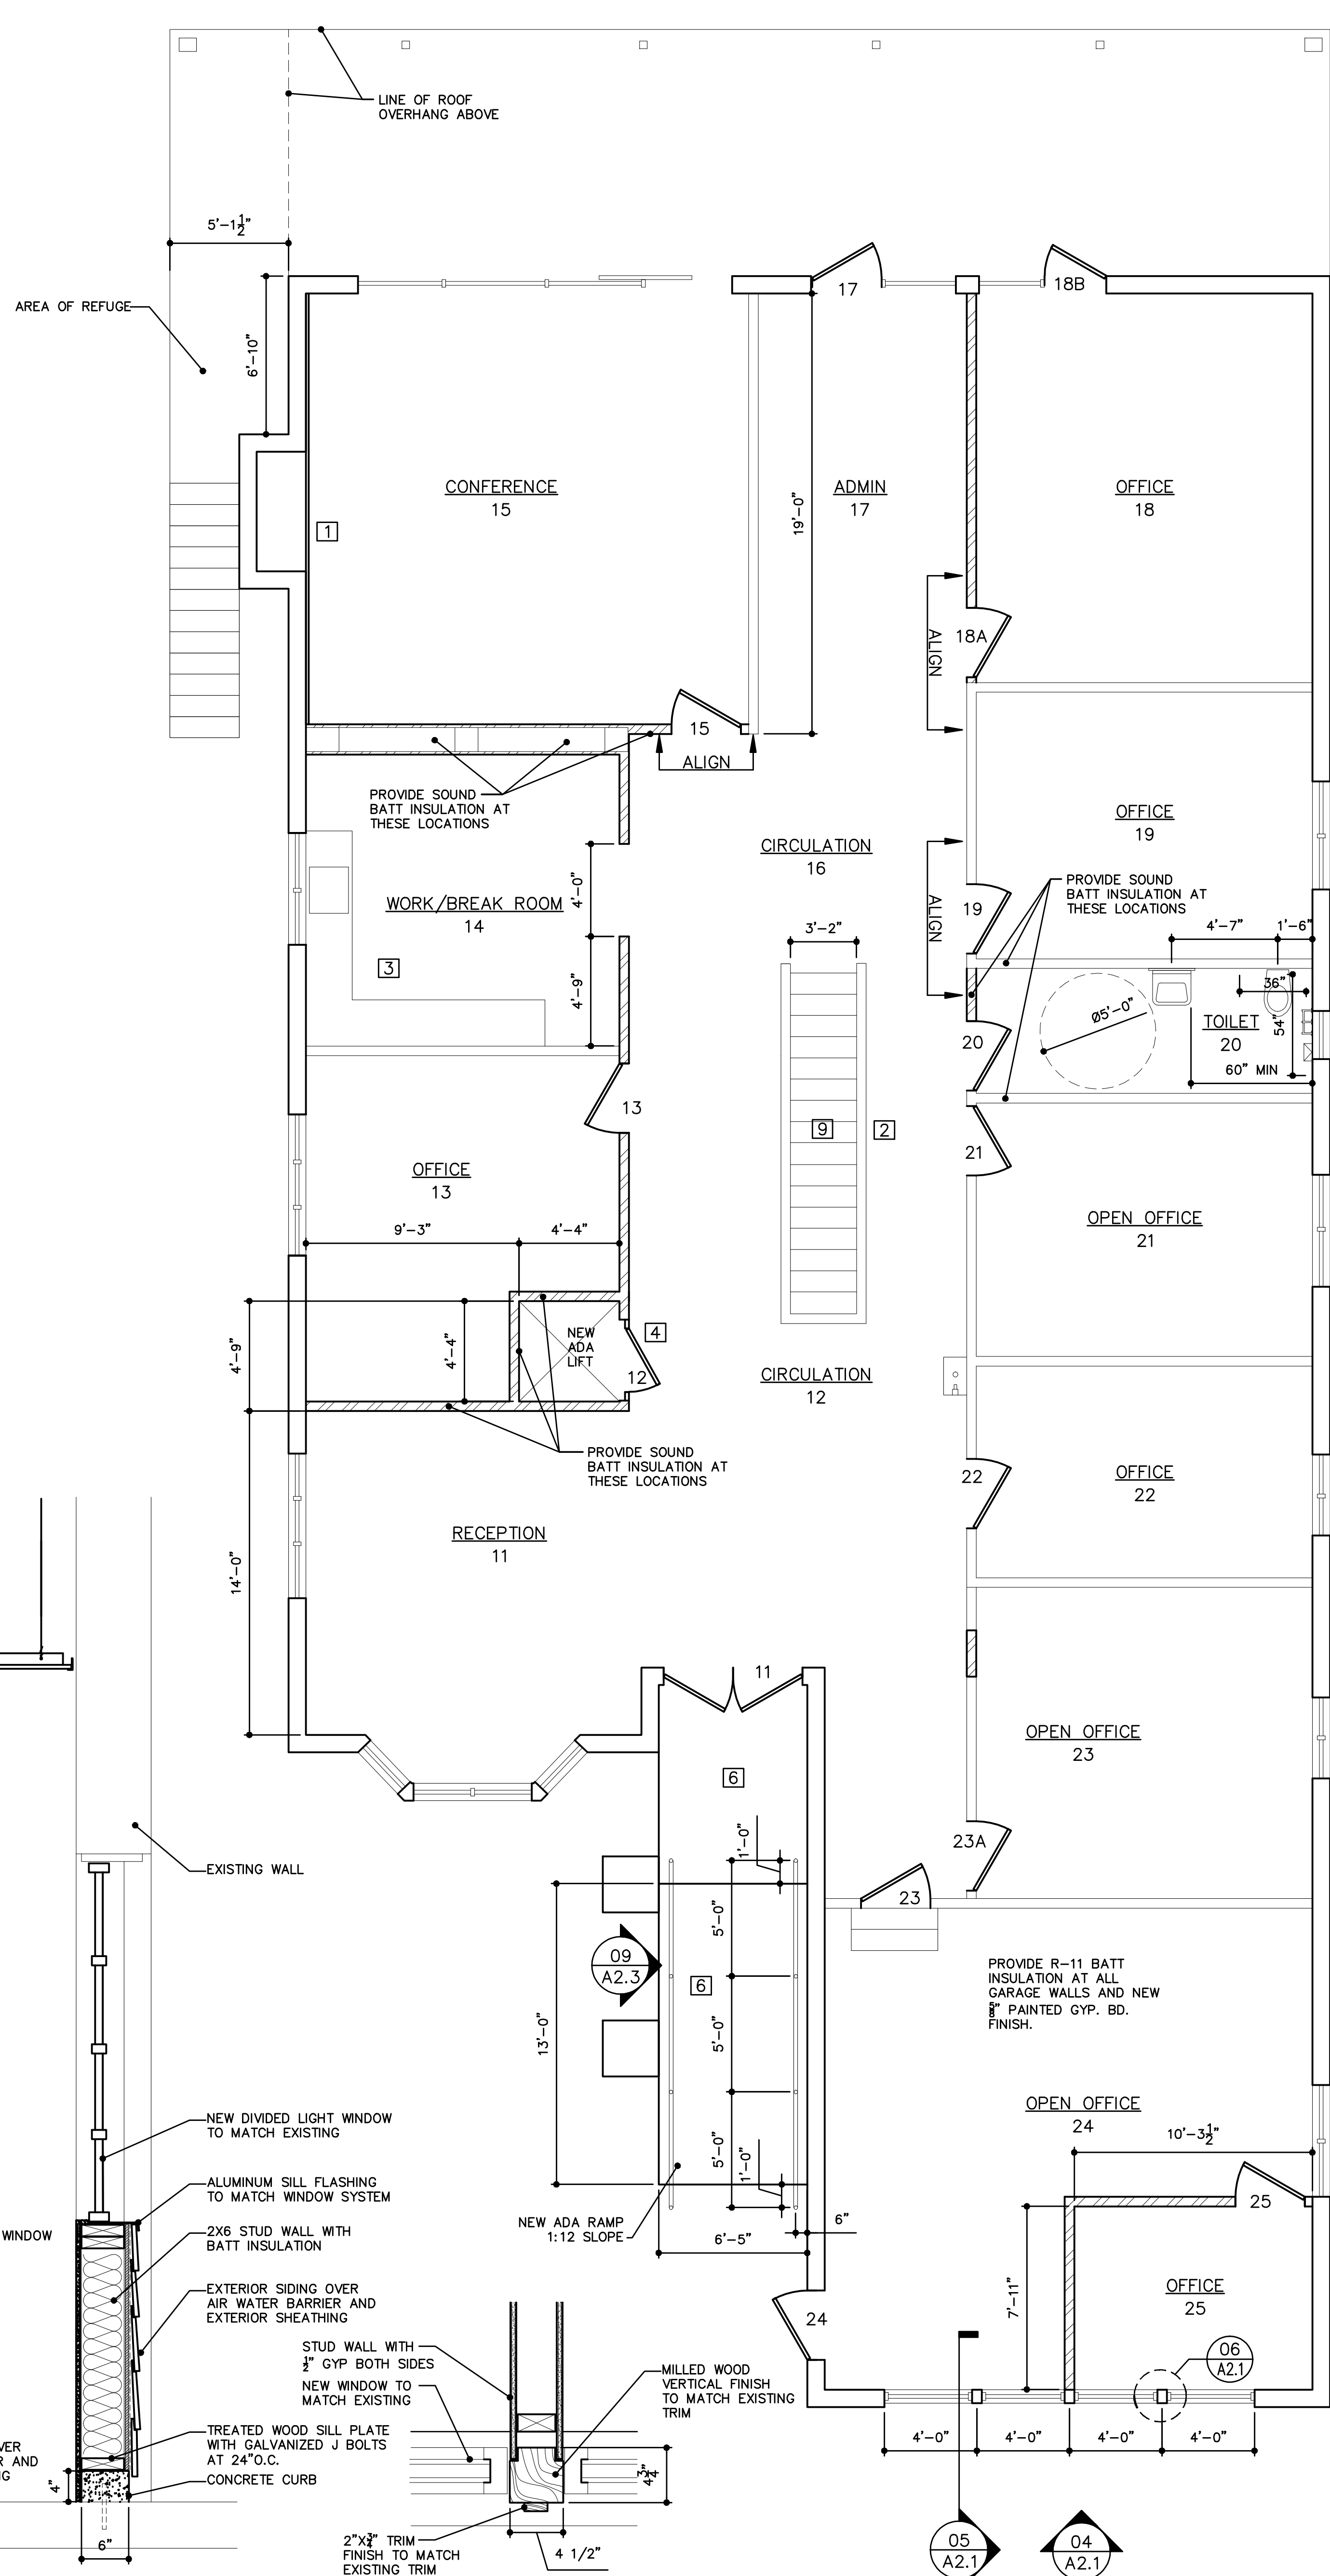 LINE OF ROOF
OVERHANG ABOVE
5'-1 1/2"
AREA OF REFUGE
6'-10"
17
18B
CONFERENCE
15
1
19'-0"
ADMIN
17
OFFICE
18
ALIGN
18A
15
ALIGN
PROVIDE SOUND
BATT INSULATION AT
THESE LOCATIONS
CIRCULATION
16
OFFICE
19
WORK/BREAK ROOM
14
4'-0"
3
4'-9"
3'-2"
ALIGN
19
PROVIDE SOUND
BATT INSULATION AT
THESE LOCATIONS
4'-7"
1'-6"
36"
Ø5'-0"
54"
TOILET
20
60" MIN
20
13
9
2
21
OFFICE
13
OPEN OFFICE
21
9'-3"
4'-4"
4'-9"
4'-4"
NEW
ADA
LIFT
12
4
CIRCULATION
12
PROVIDE SOUND
BATT INSULATION AT
THESE LOCATIONS
22
OFFICE
22
RECEPTION
11
14'-0"
11
OPEN OFFICE
23
6
23A
23
1'-0"
EXISTING WALL
5'-0"
09
A2.3
6
13'-0"
5'-0"
5'-0"
1'-0"
PROVIDE R-11 BATT
INSULATION AT ALL
GARAGE WALLS AND NEW
5/8" PAINTED GYP. BD.
FINISH.
OPEN OFFICE
24
10'-3 1/2"
25
NEW DIVIDED LIGHT WINDOW
TO MATCH EXISTING
ALUMINUM SILL FLASHING
TO MATCH WINDOW SYSTEM
WINDOW
2X6 STUD WALL WITH
BATT INSULATION
NEW ADA RAMP
1:12 SLOPE
6'-5"
6"
EXTERIOR SIDING OVER
AIR WATER BARRIER AND
EXTERIOR SHEATHING
7'-11"
OFFICE
25
24
STUD WALL WITH
1/2" GYP BOTH SIDES
NEW WINDOW TO
MATCH EXISTING
MILLED WOOD
VERTICAL FINISH
TO MATCH EXISTING
TRIM
06
A2.1
TREATED WOOD SILL PLATE
WITH GALVANIZED J BOLTS
AT 24"O.C.
CONCRETE CURB
4"
6"
4 3/4"
2"X3/4" TRIM
FINISH TO MATCH
EXISTING TRIM
4 1/2"
4'-0"
4'-0"
4'-0"
4'-0"
05
A2.1
04
A2.1